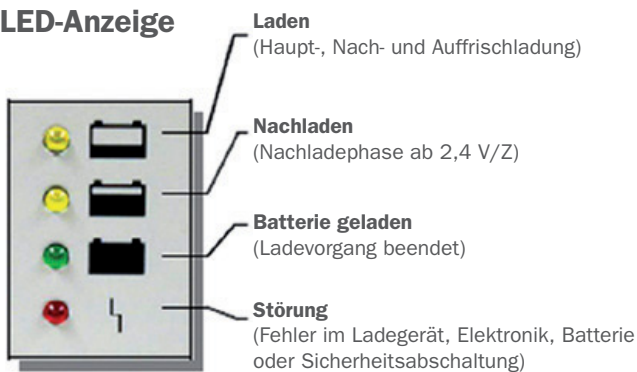 LED-Anzeige
Laden
(Haupt-, Nach- und Auffrischladung)
Nachladen
(Nachladephase ab 2,4 V/Z)
Batterie geladen
(Ladevorgang beendet)
Störung
(Fehler im Ladegerät, Elektronik, Batterie
oder Sicherheitsabschaltung)